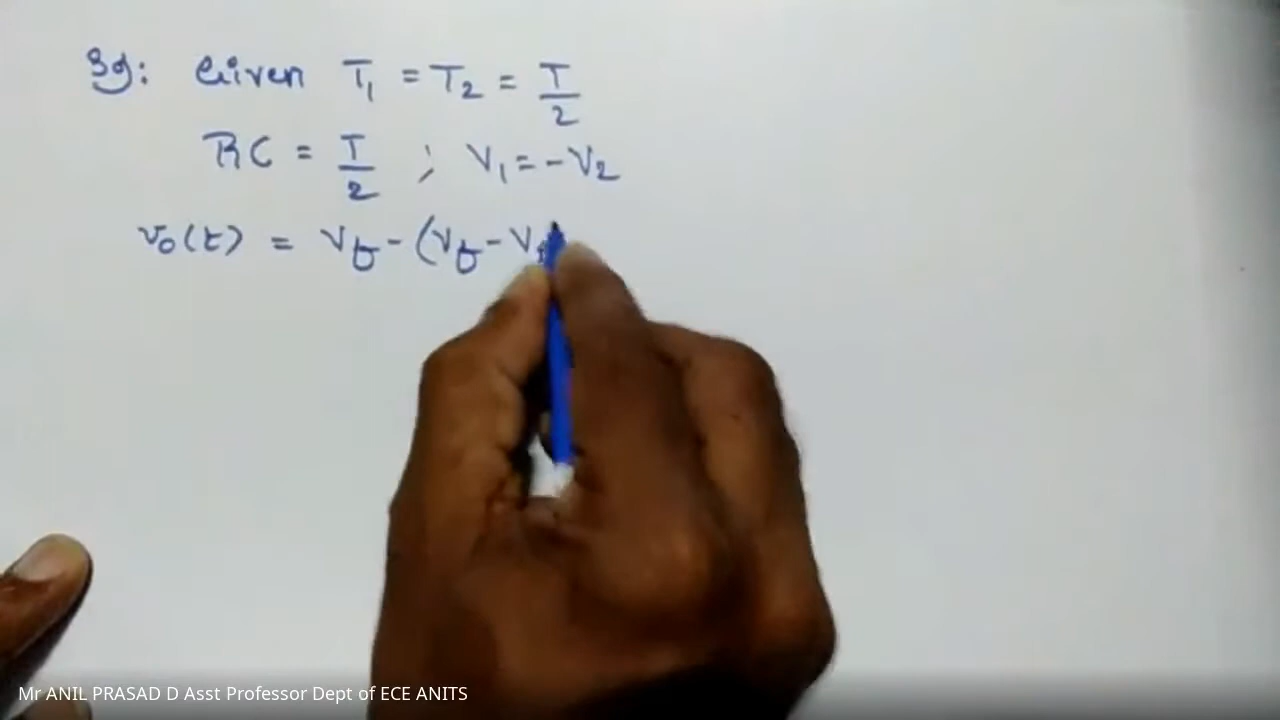 Sol: Given T₁ = T₂ = T/2
RC = T/2 ; V₁ = -V₂
v₀(t) = Vf - (Vf - V
Mr ANIL PRASAD D Asst Professor Dept of ECE ANITS